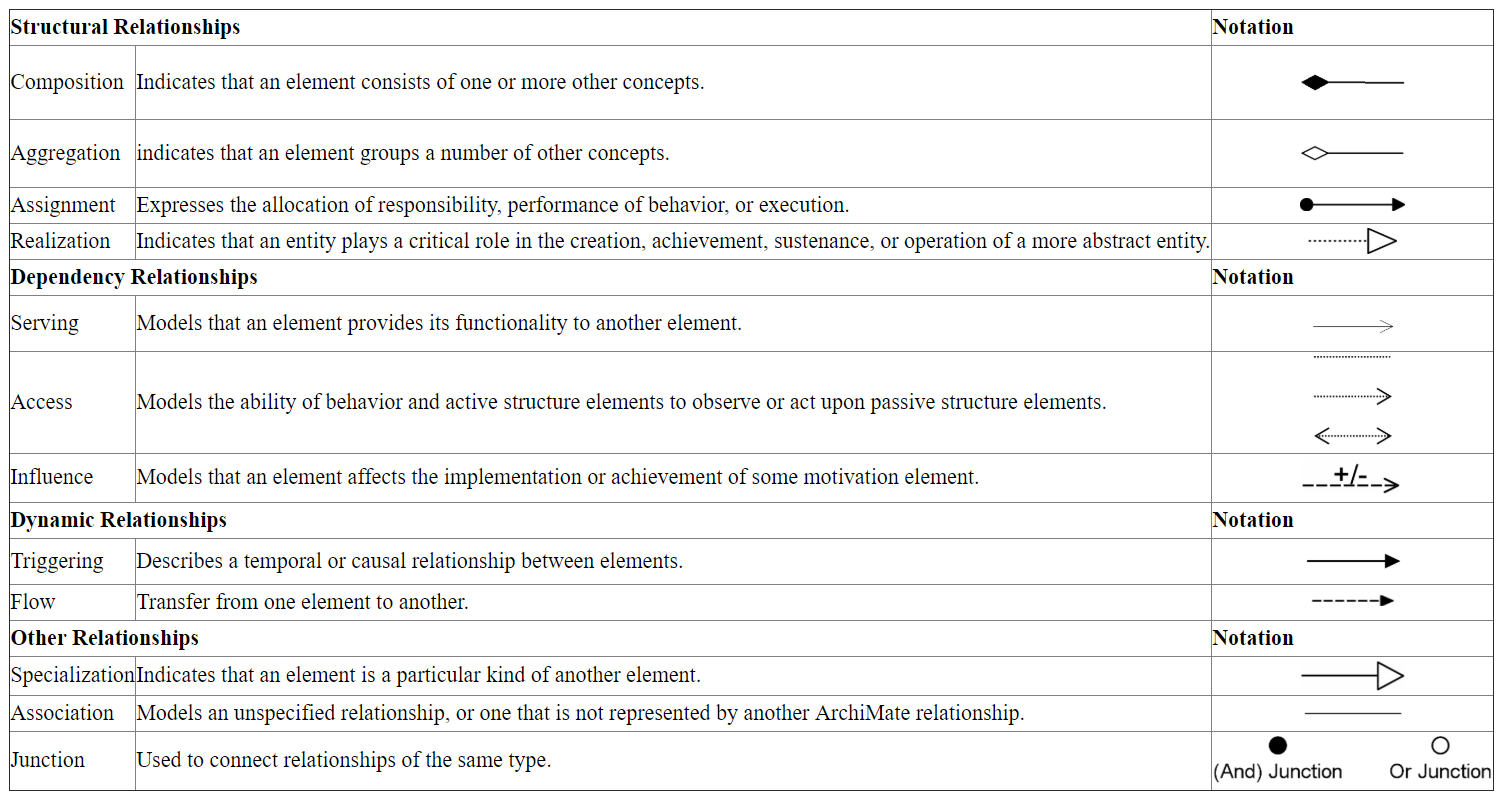 Structural Relationships Notation
Composition Indicates that an element consists of one or more other concepts.
Aggregation indicates that an element groups a number of other concepts.
Assignment Expresses the allocation of responsibility, performance of behavior, or execution.
Realization Indicates that an entity plays a critical role in the creation, achievement, sustenance, or operation of a more abstract entity.
Dependency Relationships Notation
Serving Models that an element provides its functionality to another element.
Access Models the ability of behavior and active structure elements to observe or act upon passive structure elements.
Influence Models that an element affects the implementation or achievement of some motivation element. +/-
Dynamic Relationships Notation
Triggering Describes a temporal or causal relationship between elements.
Flow Transfer from one element to another.
Other Relationships Notation
Specialization Indicates that an element is a particular kind of another element.
Association Models an unspecified relationship, or one that is not represented by another ArchiMate relationship.
Junction Used to connect relationships of the same type. (And) Junction Or Junction